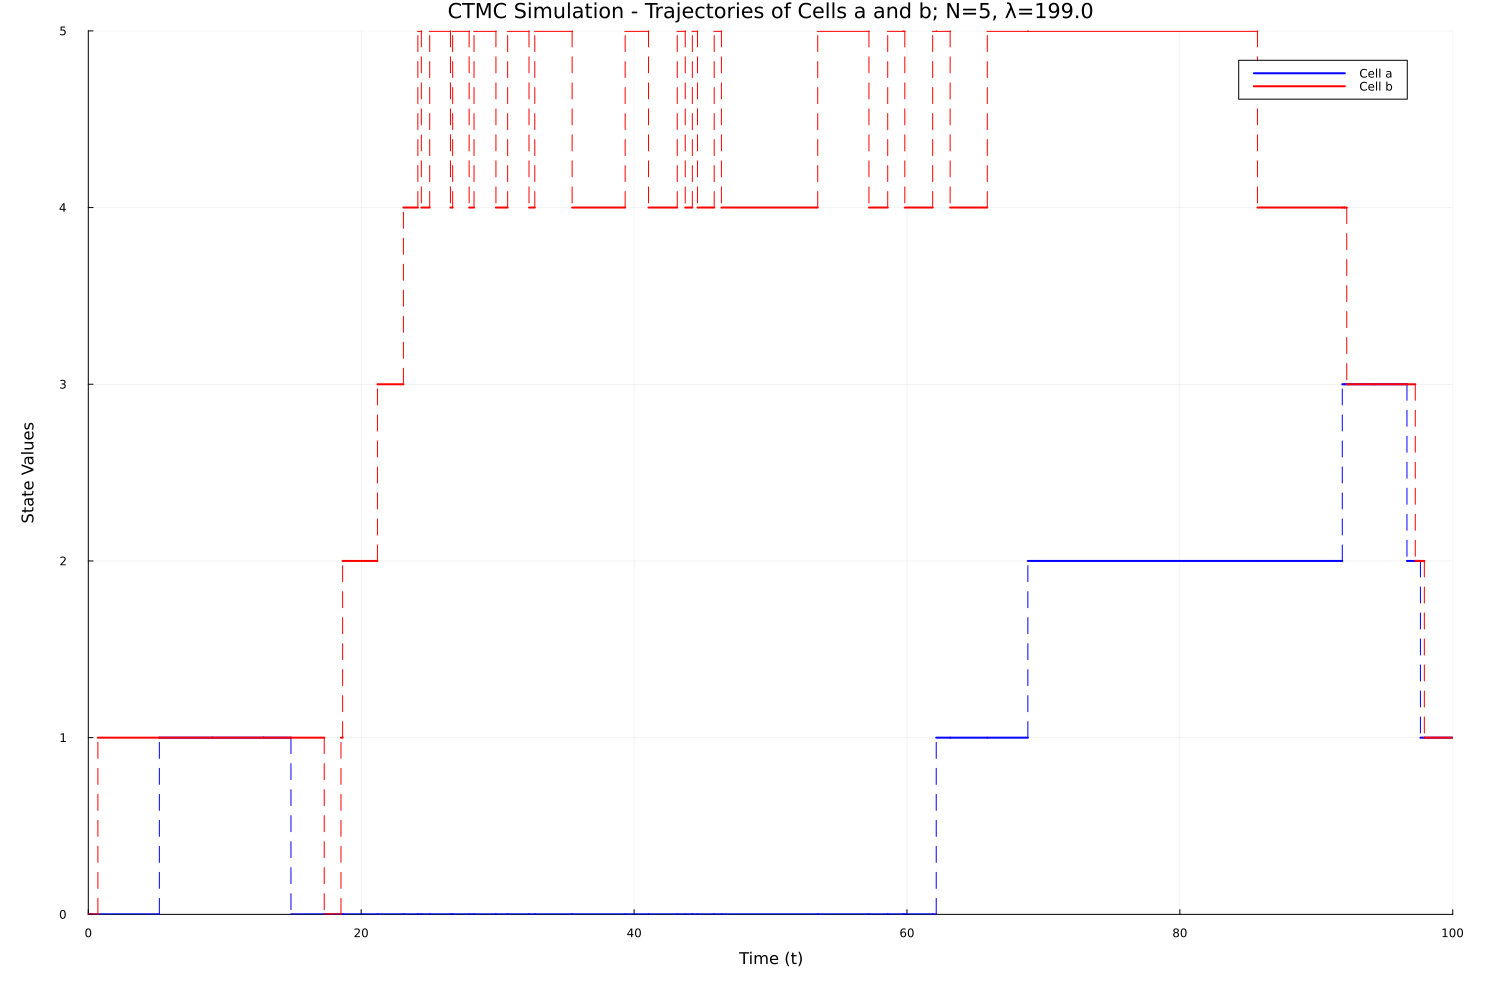 CTMC Simulation - Trajectories of Cells a and b; N=5, λ=199.0
5
Cell a
Cell b
4
3
State Values
2
1
0
0 20 40 60 80 100
Time (t)